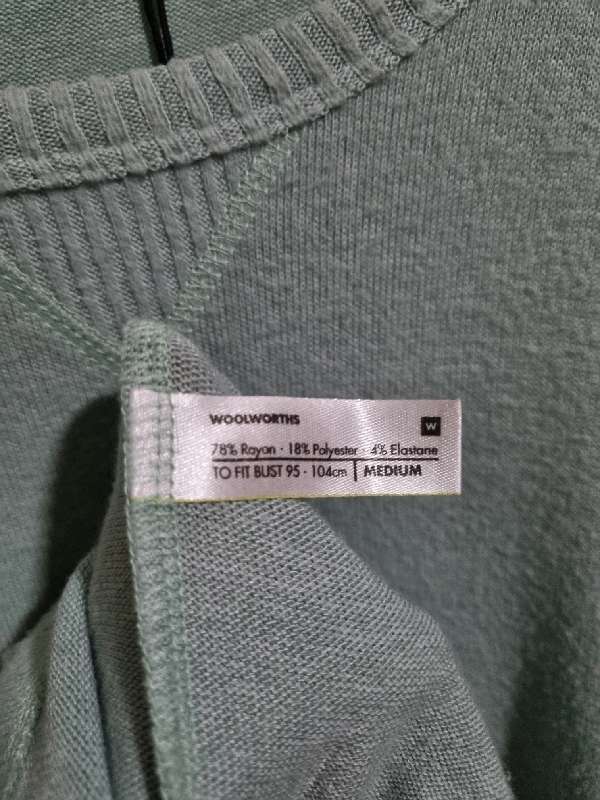 WOOLWORTHS
W
78% Rayon · 18% Polyester · 4% Elastane
TO FIT BUST 95 - 104cm | MEDIUM